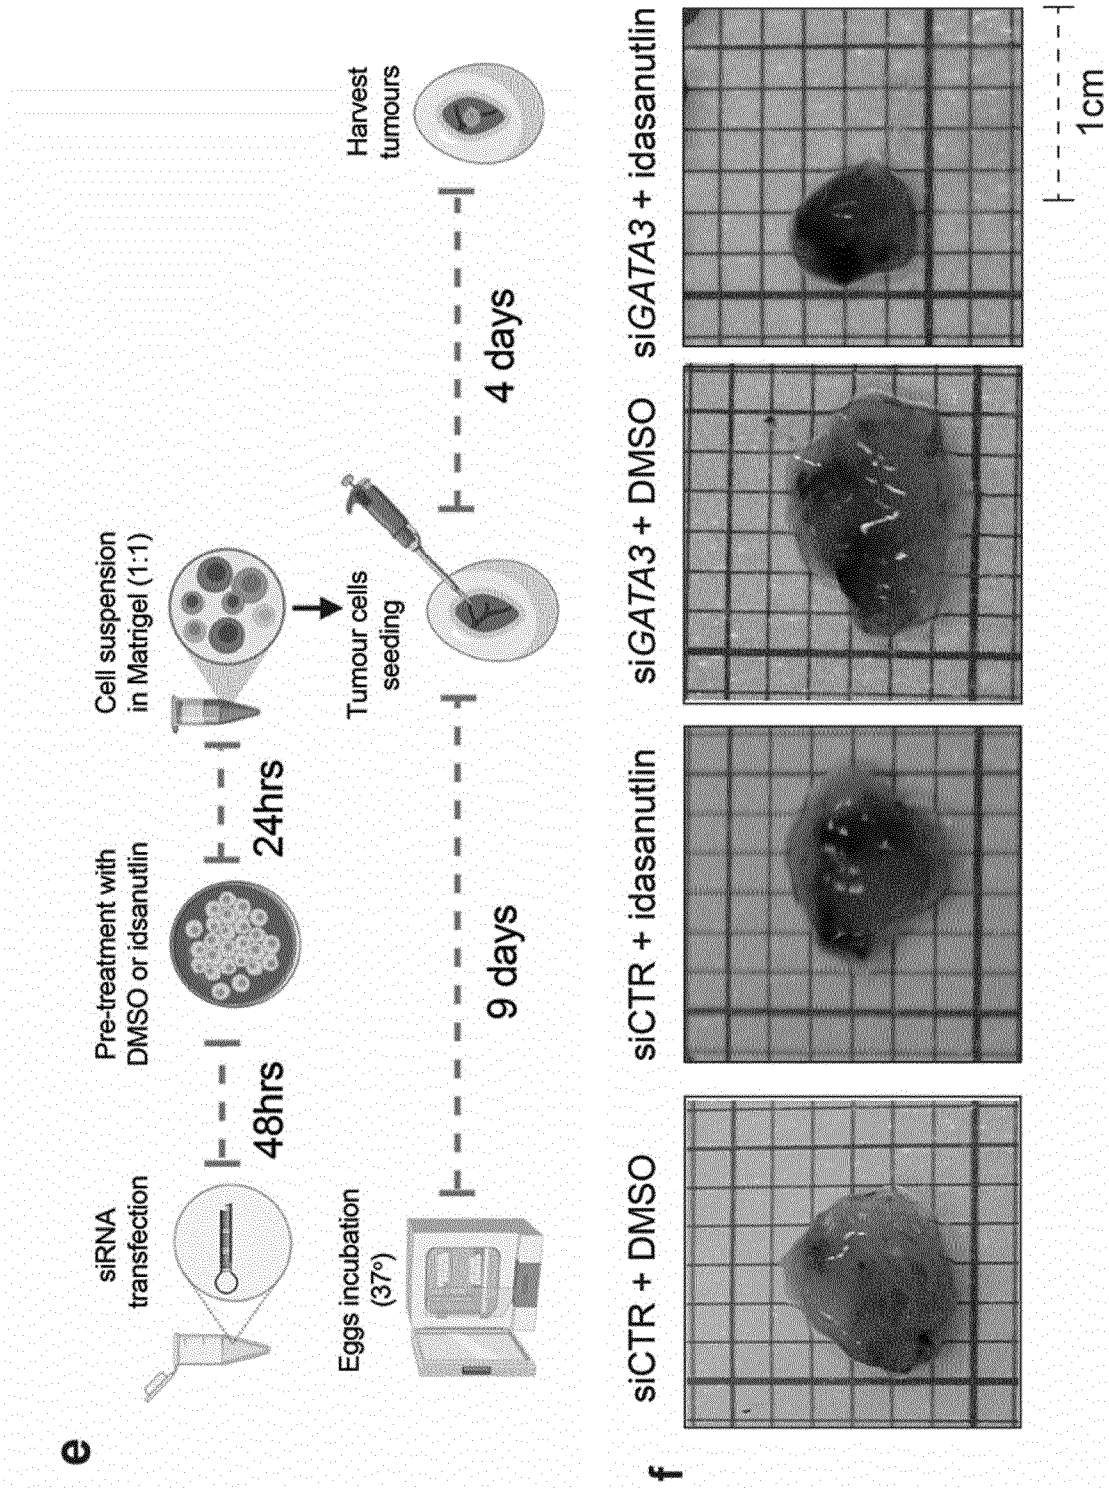 e
siRNA
transfection
48hrs
Pre-treatment with
DMSO or idsanutlin
24hrs
Cell suspension
in Matrigel (1:1)
Eggs incubation
(37°)
9 days
Tumour cells
seeding
4 days
Harvest
tumours
f
siCTR + DMSO
siCTR + idasanutlin
siGATA3 + DMSO
siGATA3 + idasanutlin
1cm